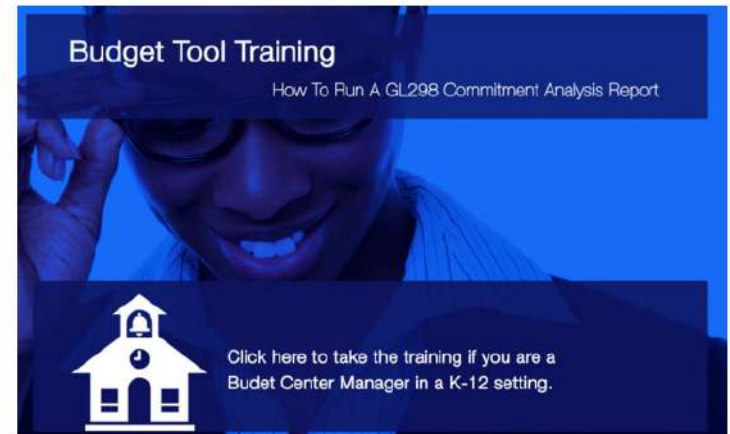 Budget Tool Training
How To Run A GL298 Commitment Analysis Report
Click here to take the training if you are a
Budet Center Manager in a K-12 setting.